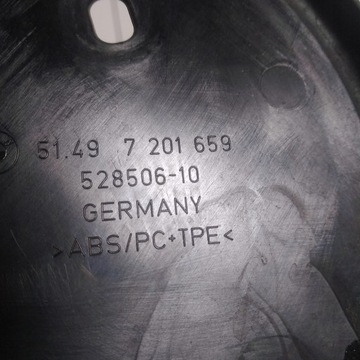 51.49 7 201 659
528506-10
GERMANY
>ABS/PC+TPE<